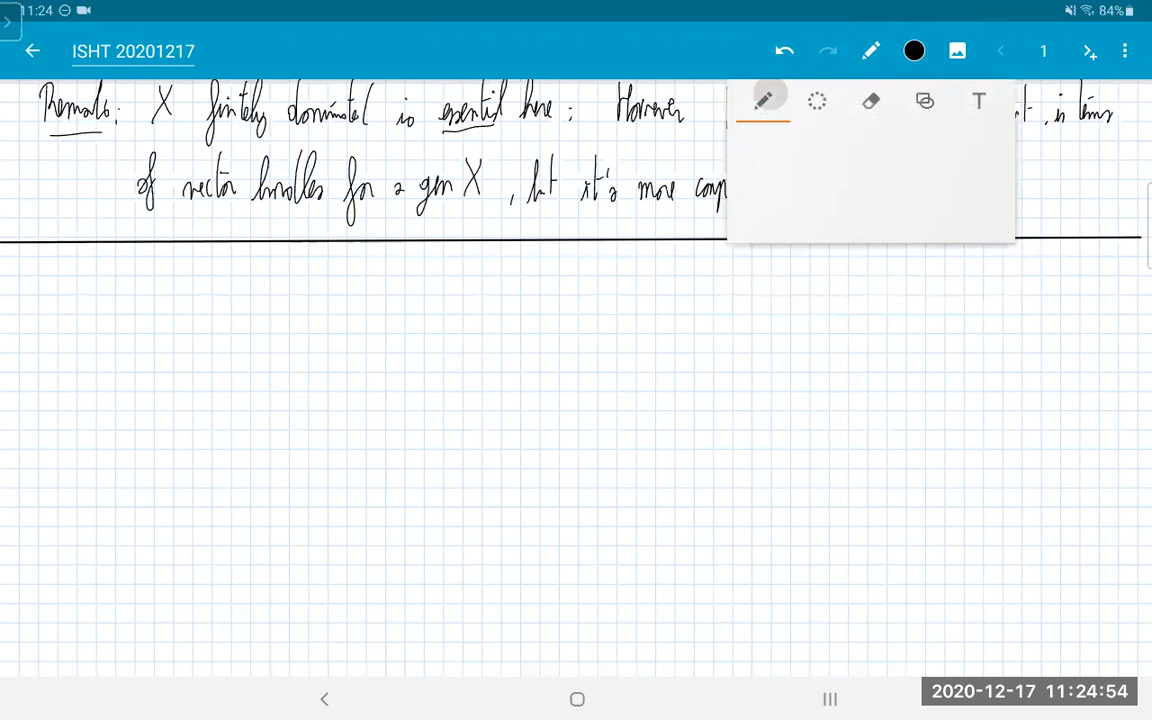 11:24 84%
ISHT 20201217 1
Remark: X finitely dominated is essential here; However T
of vector bundles for a gen X, but it's more
2020-12-17 11:24:54